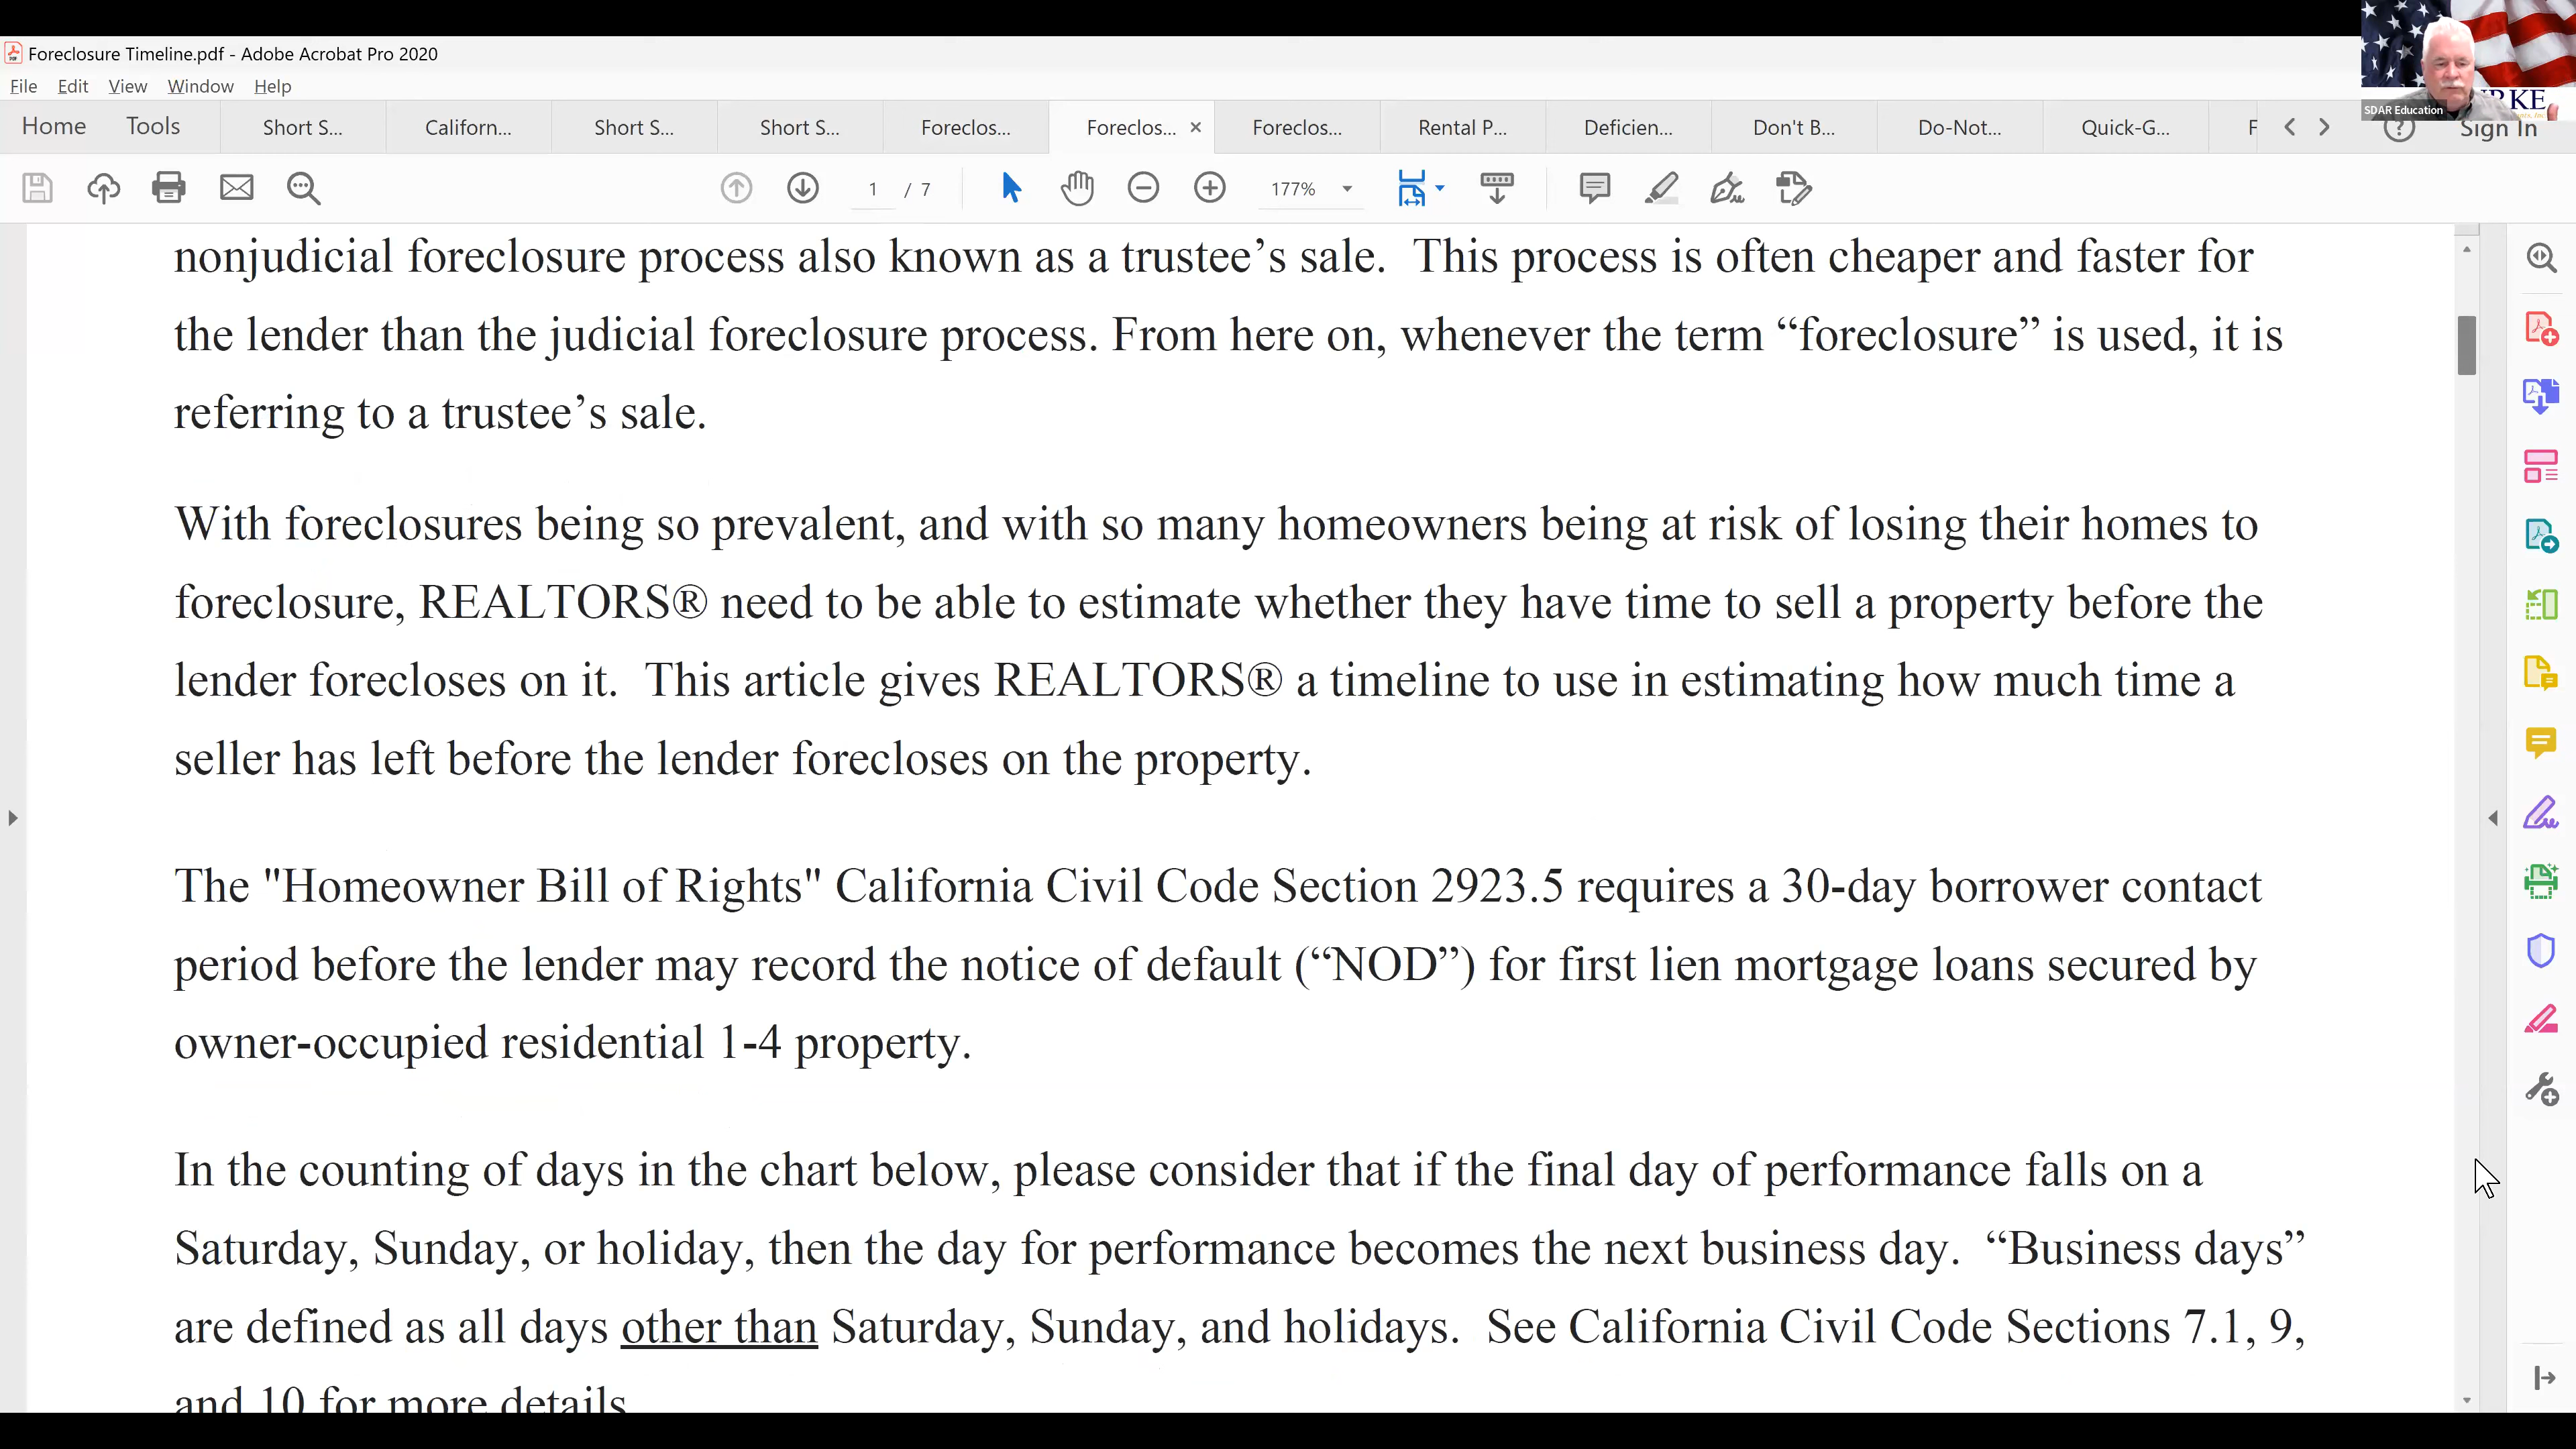 Foreclosure Timeline.pdf - Adobe Acrobat Pro 2020
File Edit View Window Help
SDAR Education
RKE
Home Tools Short S... Californ... Short S... Short S... Foreclos... Foreclos... Foreclos... Rental P... Deficien... Don't B... Do-Not... Quick-G... F Sign In
1 / 7 177%
nonjudicial foreclosure process also known as a trustee’s sale. This process is often cheaper and faster for
the lender than the judicial foreclosure process. From here on, whenever the term “foreclosure” is used, it is
referring to a trustee’s sale.
With foreclosures being so prevalent, and with so many homeowners being at risk of losing their homes to
foreclosure, REALTORS® need to be able to estimate whether they have time to sell a property before the
lender forecloses on it. This article gives REALTORS® a timeline to use in estimating how much time a
seller has left before the lender forecloses on the property.
The "Homeowner Bill of Rights" California Civil Code Section 2923.5 requires a 30-day borrower contact
period before the lender may record the notice of default (“NOD”) for first lien mortgage loans secured by
owner-occupied residential 1-4 property.
In the counting of days in the chart below, please consider that if the final day of performance falls on a
Saturday, Sunday, or holiday, then the day for performance becomes the next business day. “Business days”
are defined as all days other than Saturday, Sunday, and holidays. See California Civil Code Sections 7.1, 9,
and 10 for more details